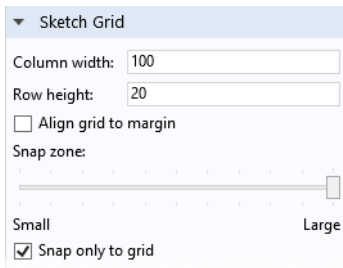 Sketch Grid
Column width: 100
Row height: 20
Align grid to margin
Snap zone:
Small Large
Snap only to grid